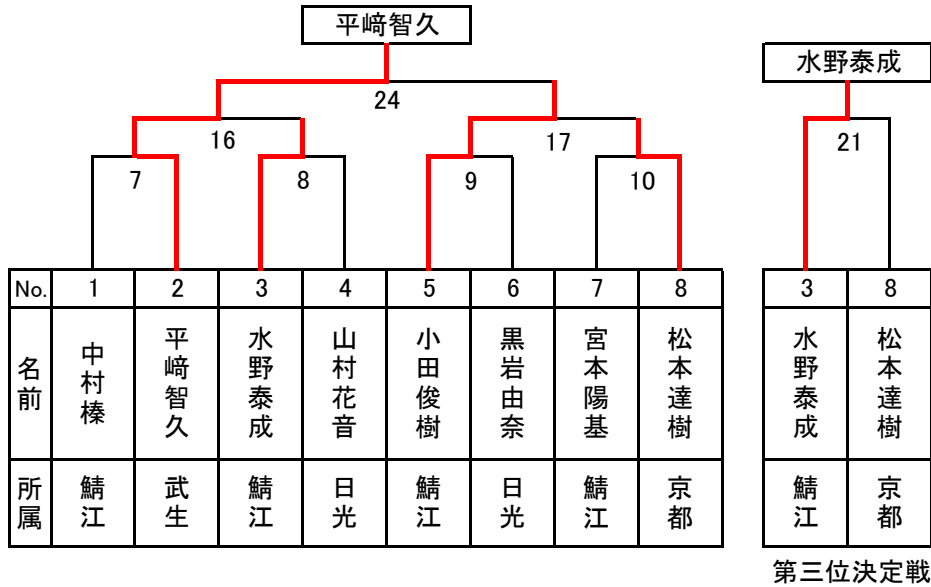 平﨑智久
水野泰成
24
16
17
21
7
8
9
10
No. 1 2 3 4 5 6 7 8
3 8
名前 中村榛 平﨑智久 水野泰成 山村花音 小田俊樹 黒岩由奈 宮本陽基 松本達樹
水野泰成 松本達樹
所属 鯖江 武生 鯖江 日光 鯖江 日光 鯖江 京都
鯖江 京都
第三位決定戦